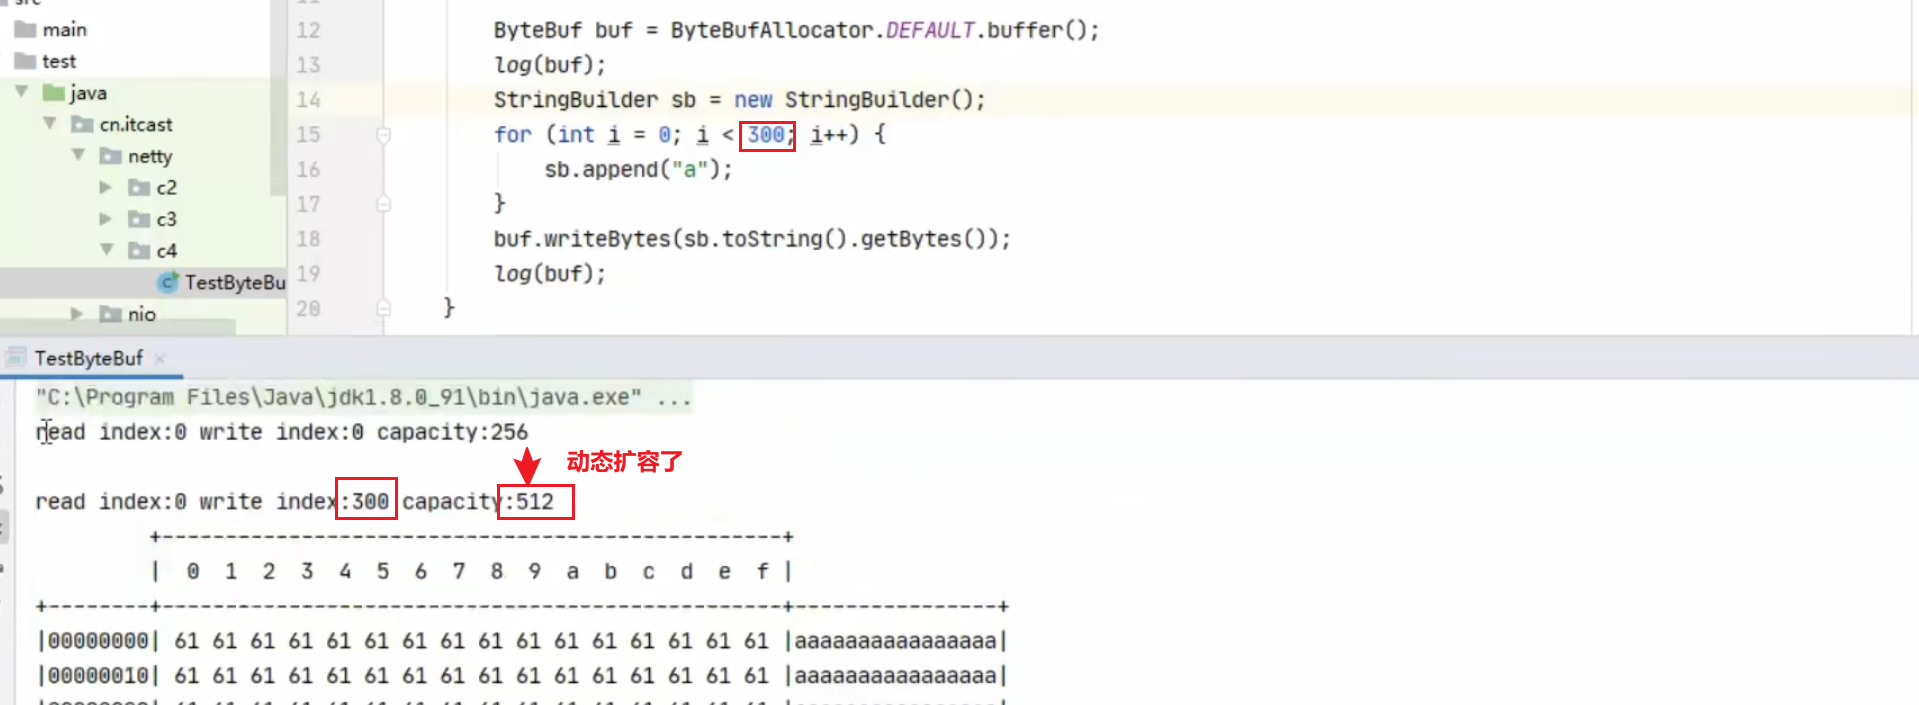 main
test
java
cn.itcast
netty
c2
c3
c4
TestByteBu
nio
12 ByteBuf buf = ByteBufAllocator.DEFAULT.buffer();
13 log(buf);
14 StringBuilder sb = new StringBuilder();
15 for (int i = 0; i < 300; i++) {
16 sb.append("a");
17 }
18 buf.writeBytes(sb.toString().getBytes());
19 log(buf);
20 }
TestByteBuf ×
"C:\Program Files\Java\jdk1.8.0_91\bin\java.exe" ...
read index:0 write index:0 capacity:256
动态扩容了
read index:0 write index:300 capacity:512
+-------------------------------------------------+
| 0 1 2 3 4 5 6 7 8 9 a b c d e f |
+--------+-------------------------------------------------+----------------+
|00000000| 61 61 61 61 61 61 61 61 61 61 61 61 61 61 61 61 |aaaaaaaaaaaaaaaa|
|00000010| 61 61 61 61 61 61 61 61 61 61 61 61 61 61 61 61 |aaaaaaaaaaaaaaaa|